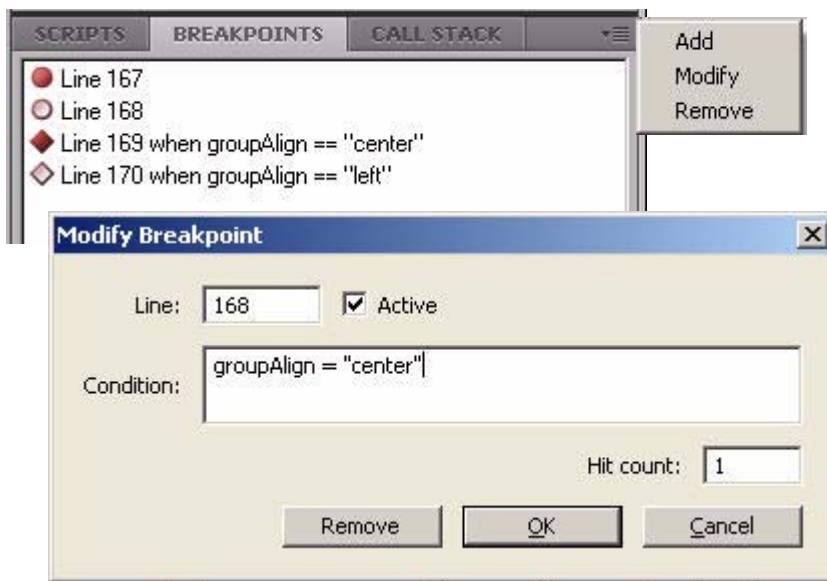 SCRIPTS BREAKPOINTS CALL STACK
Add
Modify
Remove
Line 167
Line 168
Line 169 when groupAlign == "center"
Line 170 when groupAlign == "left"
Modify Breakpoint
Line: 168 Active
Condition: groupAlign = "center"
Hit count: 1
Remove OK Cancel